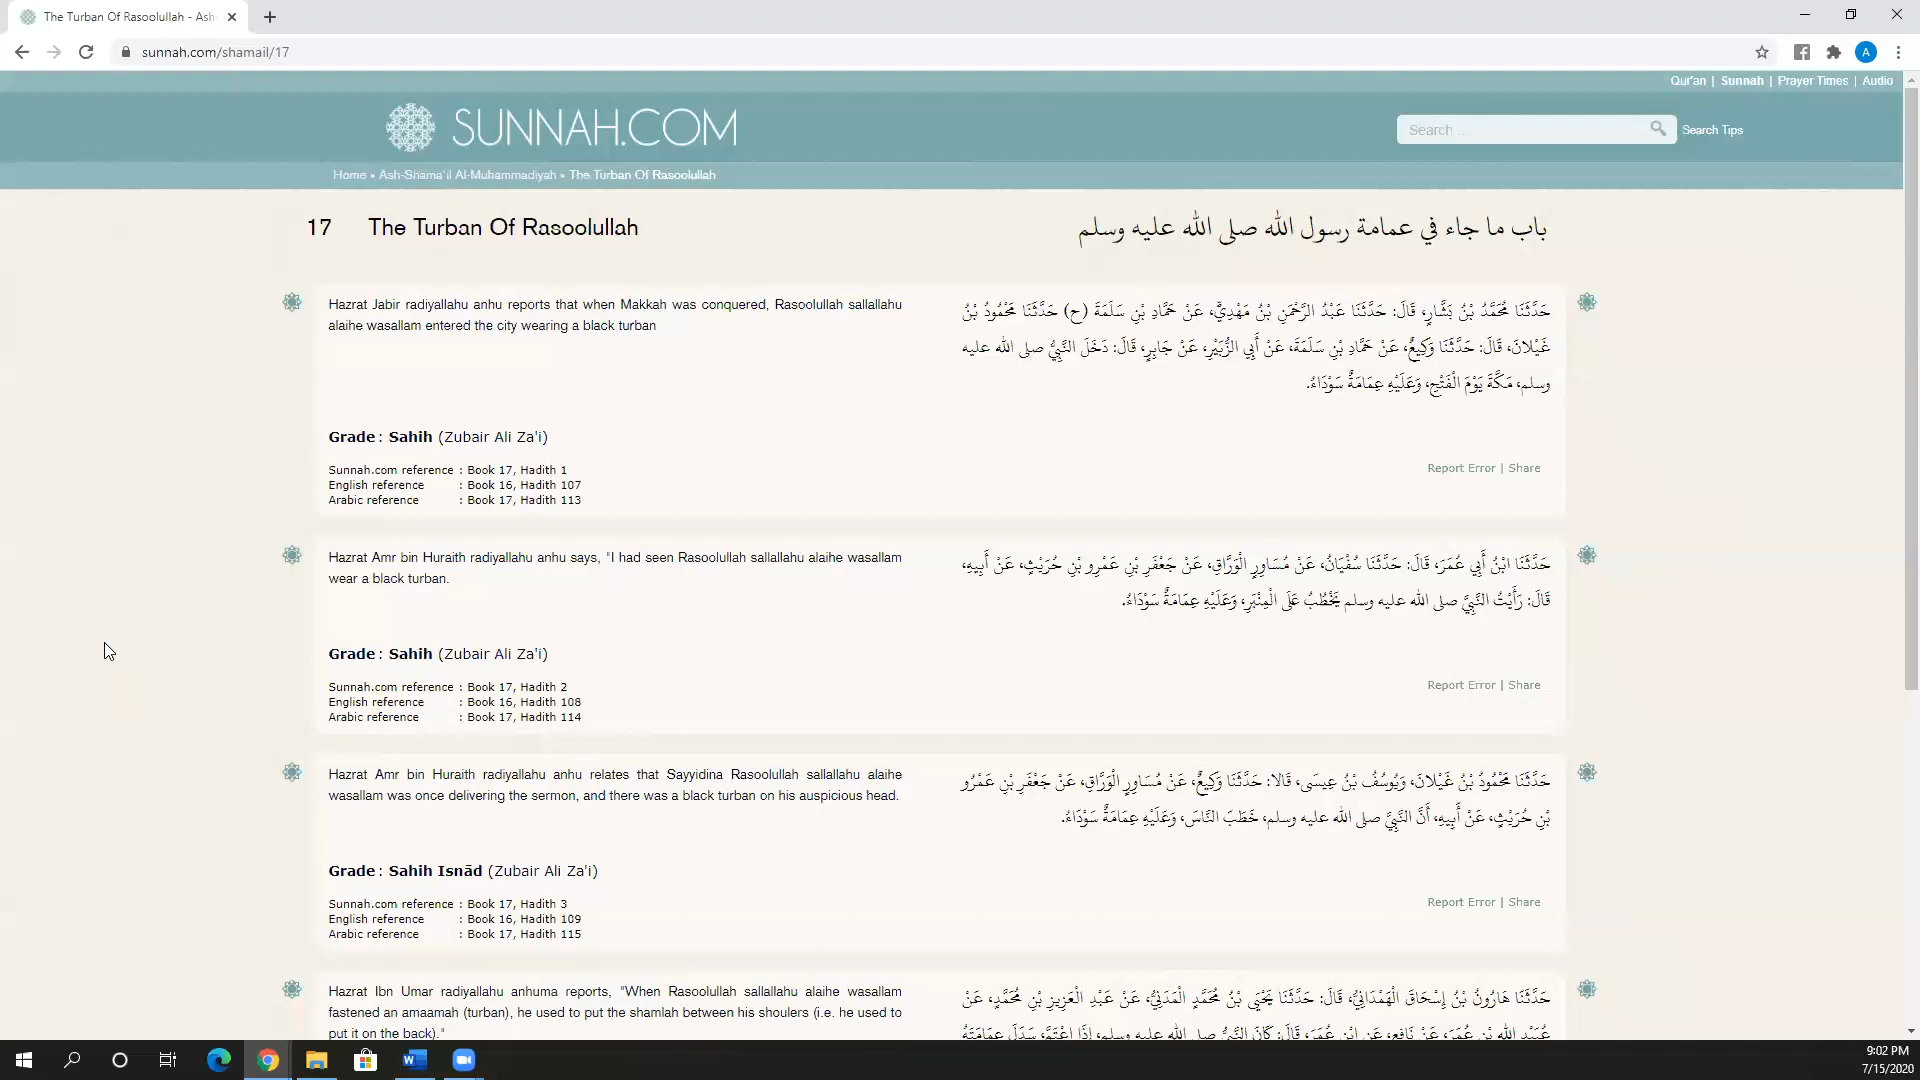 The Turban Of Rasoolullah - Ash
sunnah.com/shamail/17
A
Qur'an | Sunnah | Prayer Times | Audio
SUNNAH.COM
Search ...
Search Tips
Home » Ash-Shama'il Al-Muhammadiyah » The Turban Of Rasoolullah
17 The Turban Of Rasoolullah
باب ما جاء في عمامة رسول الله صلى الله عليه وسلم
Hazrat Jabir radiyallahu anhu reports that when Makkah was conquered, Rasoolullah sallallahu
alaihe wasallam entered the city wearing a black turban
حَدَّثَنَا مُحَمَّدُ بْنُ بَشَّارٍ، قَالَ: حَدَّثَنَا عَبْدُ الرَّحْمَنِ بْنُ مَهْدِيٍّ، عَنْ حَمَّادِ بْنِ سَلَمَةَ (ح) حَدَّثَنَا مَحْمُودُ بْنُ
غَيْلانَ، قَالَ: حَدَّثَنَا وَكِيعٌ، عَنْ حَمَّادِ بْنِ سَلَمَةَ، عَنْ أَبِي الزُّبَيْرِ، عَنْ جَابِرٍ، قَالَ: دَخَلَ النَّبِيُّ صلى الله عليه
وسلم، مَكَّةَ يَوْمَ الْفَتْحِ، وَعَلَيْهِ عِمَامَةٌ سَوْدَاءُ.
Grade : Sahih (Zubair Ali Za'i)
Sunnah.com reference : Book 17, Hadith 1
English reference : Book 16, Hadith 107
Arabic reference : Book 17, Hadith 113
Report Error | Share
Hazrat Amr bin Huraith radiyallahu anhu says, "I had seen Rasoolullah sallallahu alaihe wasallam
wear a black turban.
حَدَّثَنَا ابْنُ أَبِي عُمَرَ، قَالَ: حَدَّثَنَا سُفْيَانُ، عَنْ مُسَاوِرٍ الْوَرَّاقِ، عَنْ جَعْفَرِ بْنِ عَمْرِو بْنِ حُرَيْثٍ، عَنْ أَبِيهِ،
قَالَ: رَأَيْتُ النَّبِيَّ صلى الله عليه وسلم يَخْطُبُ عَلَى الْمِنْبَرِ، وَعَلَيْهِ عِمَامَةٌ سَوْدَاءُ.
Grade : Sahih (Zubair Ali Za'i)
Sunnah.com reference : Book 17, Hadith 2
English reference : Book 16, Hadith 108
Arabic reference : Book 17, Hadith 114
Report Error | Share
Hazrat Amr bin Huraith radiyallahu anhu relates that Sayyidina Rasoolullah sallallahu alaihe
wasallam was once delivering the sermon, and there was a black turban on his auspicious head.
حَدَّثَنَا مَحْمُودُ بْنُ غَيْلانَ، وَيُوسُفُ بْنُ عِيسَى، قَالا: حَدَّثَنَا وَكِيعٌ، عَنْ مُسَاوِرٍ الْوَرَّاقِ، عَنْ جَعْفَرِ بْنِ عَمْرِو
بْنِ حُرَيْثٍ، عَنْ أَبِيهِ، أَنَّ النَّبِيَّ صلى الله عليه وسلم، خَطَبَ النَّاسَ، وَعَلَيْهِ عِمَامَةٌ سَوْدَاءُ.
Grade : Sahih Isnād (Zubair Ali Za'i)
Sunnah.com reference : Book 17, Hadith 3
English reference : Book 16, Hadith 109
Arabic reference : Book 17, Hadith 115
Report Error | Share
Hazrat Ibn Umar radiyallahu anhuma reports, "When Rasoolullah sallallahu alaihe wasallam
fastened an amaamah (turban), he used to put the shamlah between his shoulers (i.e. he used to
put it on the back)."
حَدَّثَنَا هَارُونُ بْنُ إِسْحَاقَ الْهَمْدَانِيُّ، قَالَ: حَدَّثَنَا يَحْيَى بْنُ مُحَمَّدٍ الْمَدَنِيُّ، عَنْ عَبْدِ الْعَزِيزِ بْنِ مُحَمَّدٍ، عَنْ
عُبَيْدِ اللهِ بْنِ عُمَرَ، عَنْ نَافِعٍ، عَنِ ابْنِ عُمَرَ، قَالَ: كَانَ النَّبِيُّ صلى الله عليه وسلم، إِذَا اعْتَمَّ، سَدَلَ عِمَامَتَهُ
9:02 PM
7/15/2020